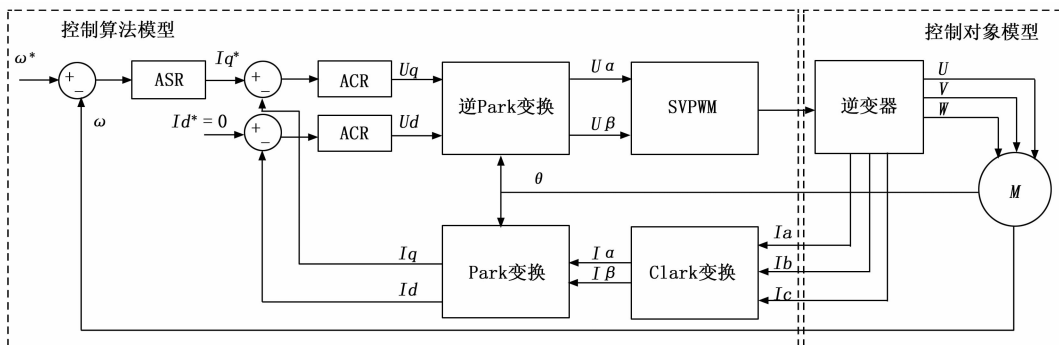 控制算法模型
控制对象模型
ω*
+
−
ω
ASR
Iq*
+
−
ACR
Uq
Id*=0
+
−
ACR
Ud
逆Park变换
Uα
Uβ
SVPWM
逆变器
U
V
W
M
θ
Park变换
Iq
Id
Iα
Iβ
Clark变换
Ia
Ib
Ic